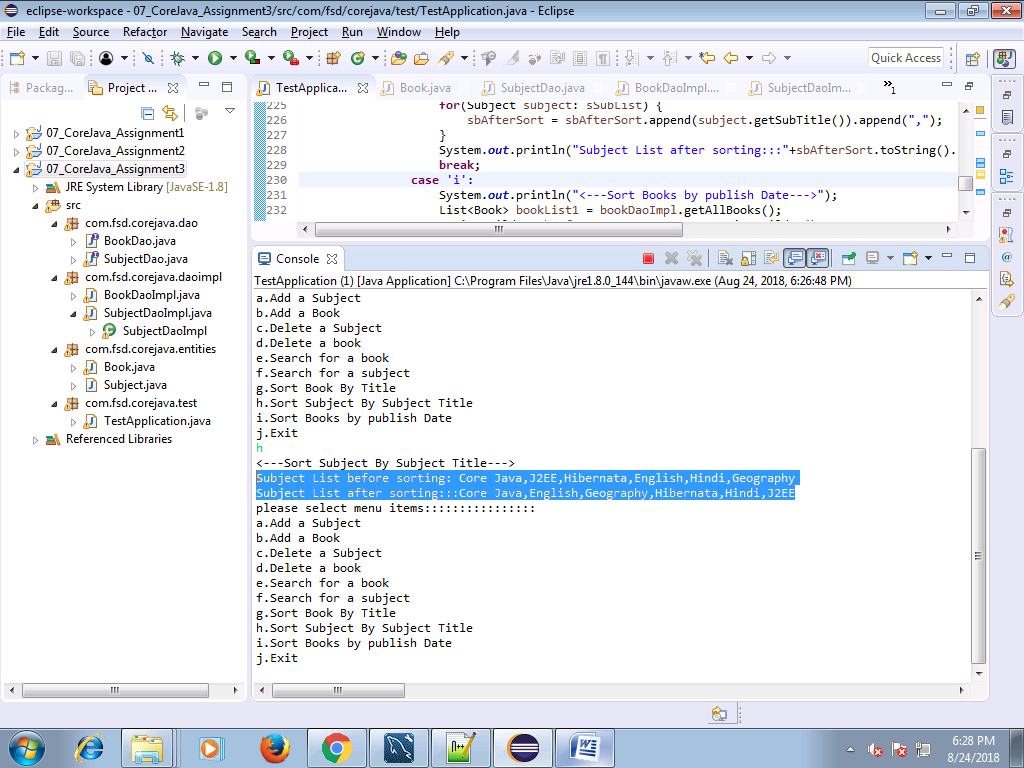 eclipse-workspace - 07_CoreJava_Assignment3/src/com/fsd/corejava/test/TestApplication.java - Eclipse
File Edit Source Refactor Navigate Search Project Run Window Help
Quick Access
Packag... Project ...
07_CoreJava_Assignment1
07_CoreJava_Assignment2
07_CoreJava_Assignment3
JRE System Library [JavaSE-1.8]
src
com.fsd.corejava.dao
BookDao.java
SubjectDao.java
com.fsd.corejava.daoimpl
BookDaoImpl.java
SubjectDaoImpl.java
SubjectDaoImpl
com.fsd.corejava.entities
Book.java
Subject.java
com.fsd.corejava.test
TestApplication.java
Referenced Libraries
TestApplica... Book.java SubjectDao.java BookDaoImpl.... SubjectDaoIm... »1
225 for(Subject subject: sSubList) {
226 sbAfterSort = sbAfterSort.append(subject.getSubTitle()).append(",");
227 }
228 System.out.println("Subject List after sorting:::"+sbAfterSort.toString().
229 break;
230 case 'i':
231 System.out.println("<---Sort Books by publish Date--->");
232 List<Book> bookList1 = bookDaoImpl.getAllBooks();
Console
TestApplication (1) [Java Application] C:\Program Files\Java\jre1.8.0_144\bin\javaw.exe (Aug 24, 2018, 6:26:48 PM)
a.Add a Subject
b.Add a Book
c.Delete a Subject
d.Delete a book
e.Search for a book
f.Search for a subject
g.Sort Book By Title
h.Sort Subject By Subject Title
i.Sort Books by publish Date
j.Exit
h
<---Sort Subject By Subject Title--->
Subject List before sorting: Core Java,J2EE,Hibernata,English,Hindi,Geography
Subject List after sorting:::Core Java,English,Geography,Hibernata,Hindi,J2EE
please select menu items::::::::::::::::
a.Add a Subject
b.Add a Book
c.Delete a Subject
d.Delete a book
e.Search for a book
f.Search for a subject
g.Sort Book By Title
h.Sort Subject By Subject Title
i.Sort Books by publish Date
j.Exit
6:28 PM
8/24/2018